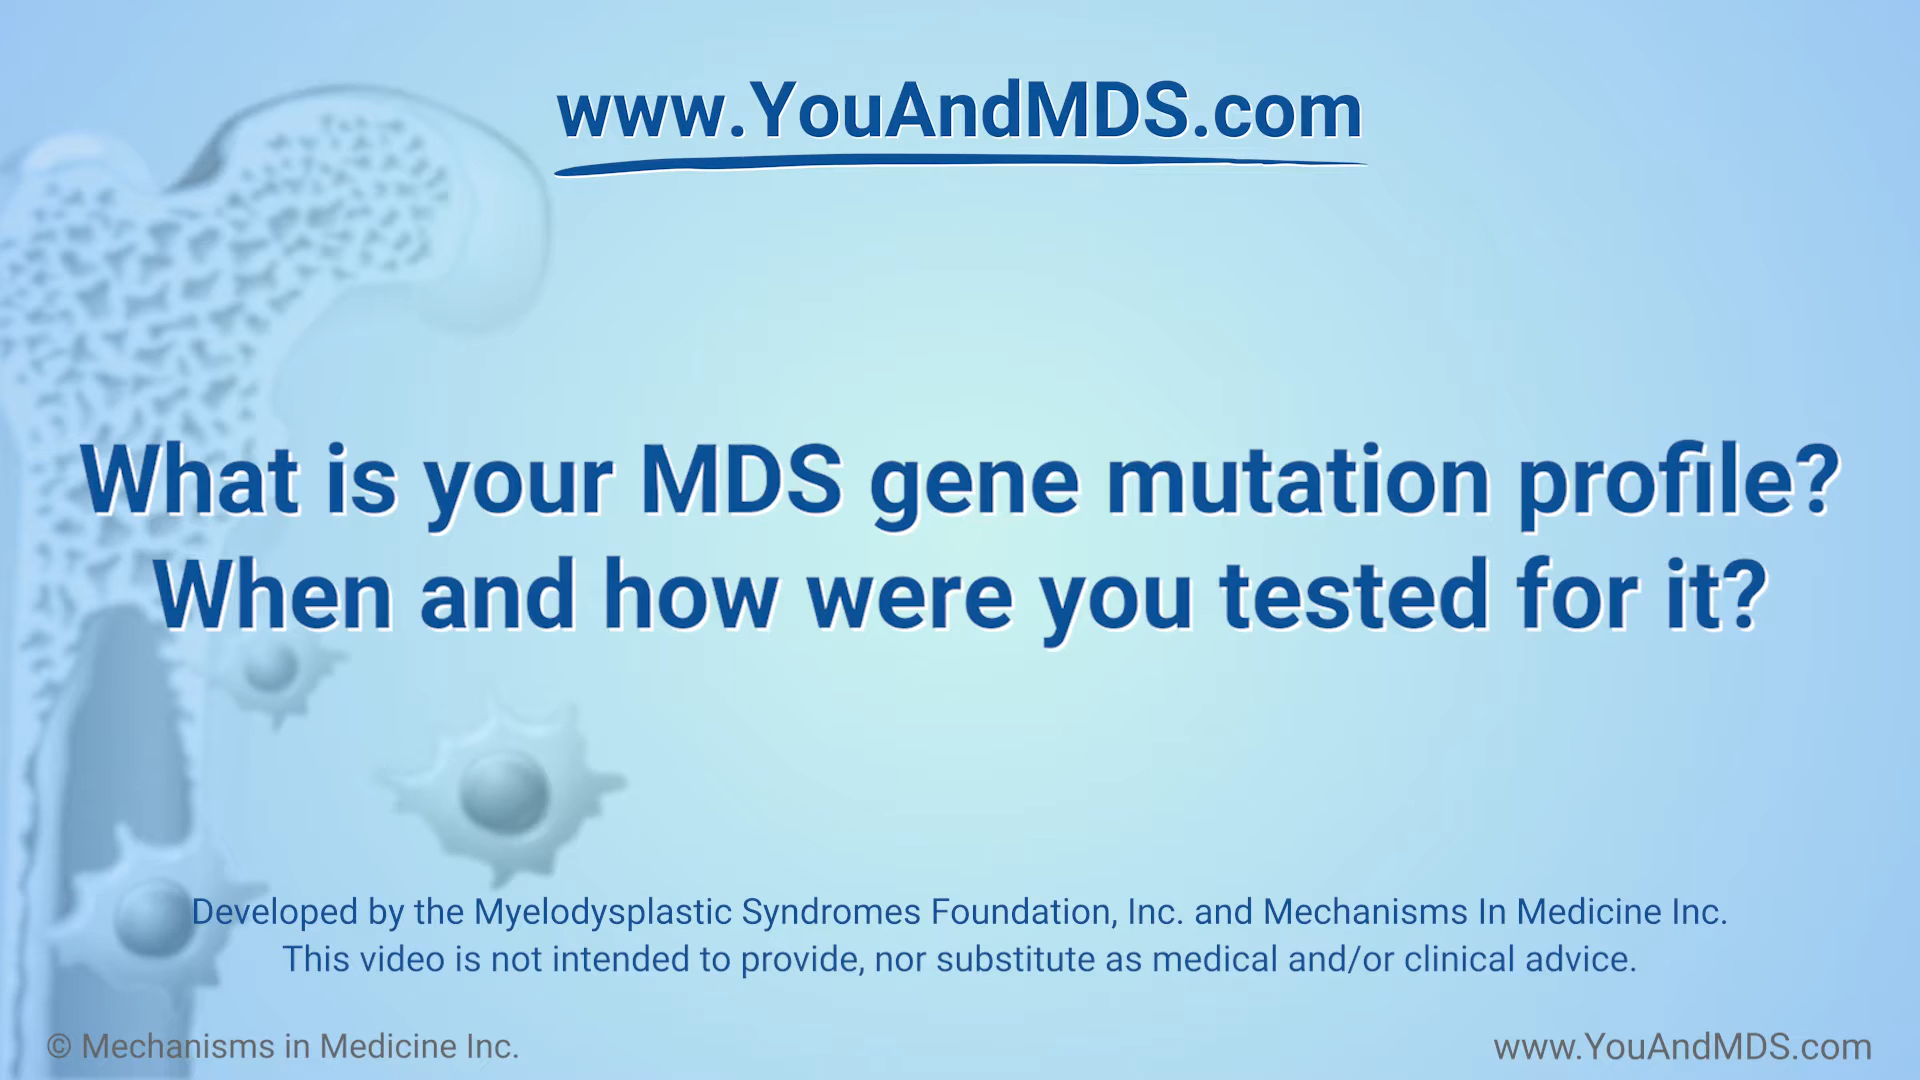 www.YouAndMDS.com
What is your MDS gene mutation profile?
When and how were you tested for it?
Developed by the Myelodysplastic Syndromes Foundation, Inc. and Mechanisms In Medicine Inc.
This video is not intended to provide, nor substitute as medical and/or clinical advice.
© Mechanisms in Medicine Inc.
www.YouAndMDS.com